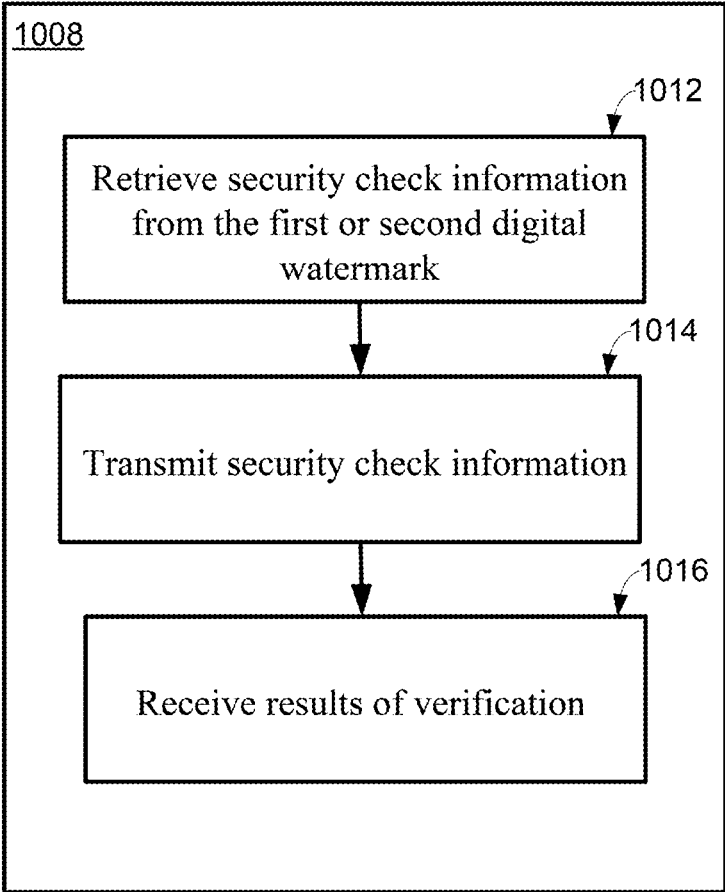 1008
1012
Retrieve security check information
from the first or second digital
watermark
1014
Transmit security check information
1016
Receive results of verification